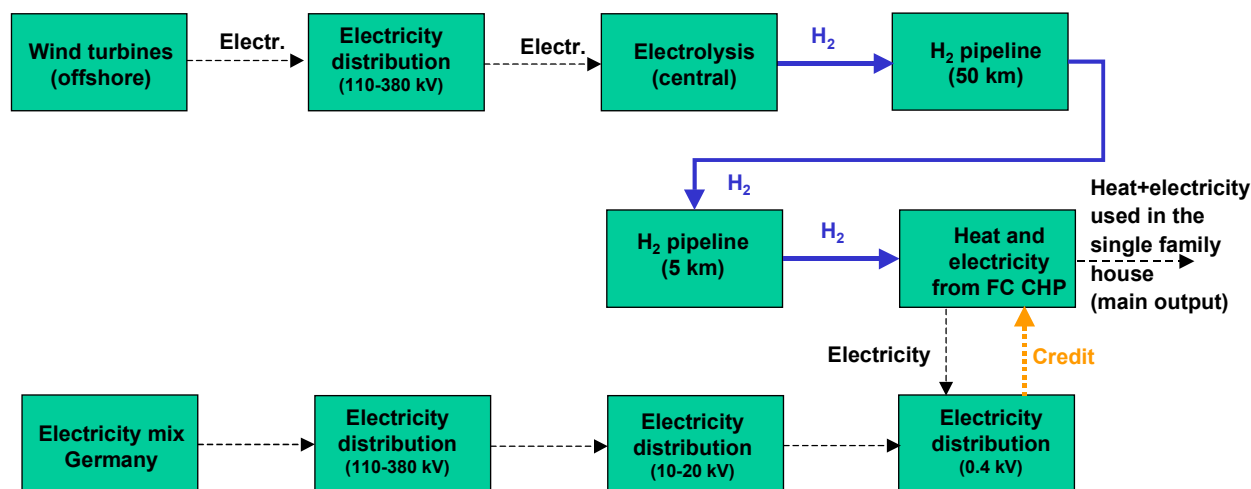 Wind turbines
(offshore)
Electr.
Electricity
distribution
(110-380 kV)
Electr.
Electrolysis
(central)
H₂
H₂ pipeline
(50 km)
H₂
H₂ pipeline
(5 km)
H₂
Heat and
electricity
from FC CHP
Heat+electricity
used in the
single family
house
(main output)
Electricity
Credit
Electricity mix
Germany
Electricity
distribution
(110-380 kV)
Electricity
distribution
(10-20 kV)
Electricity
distribution
(0.4 kV)